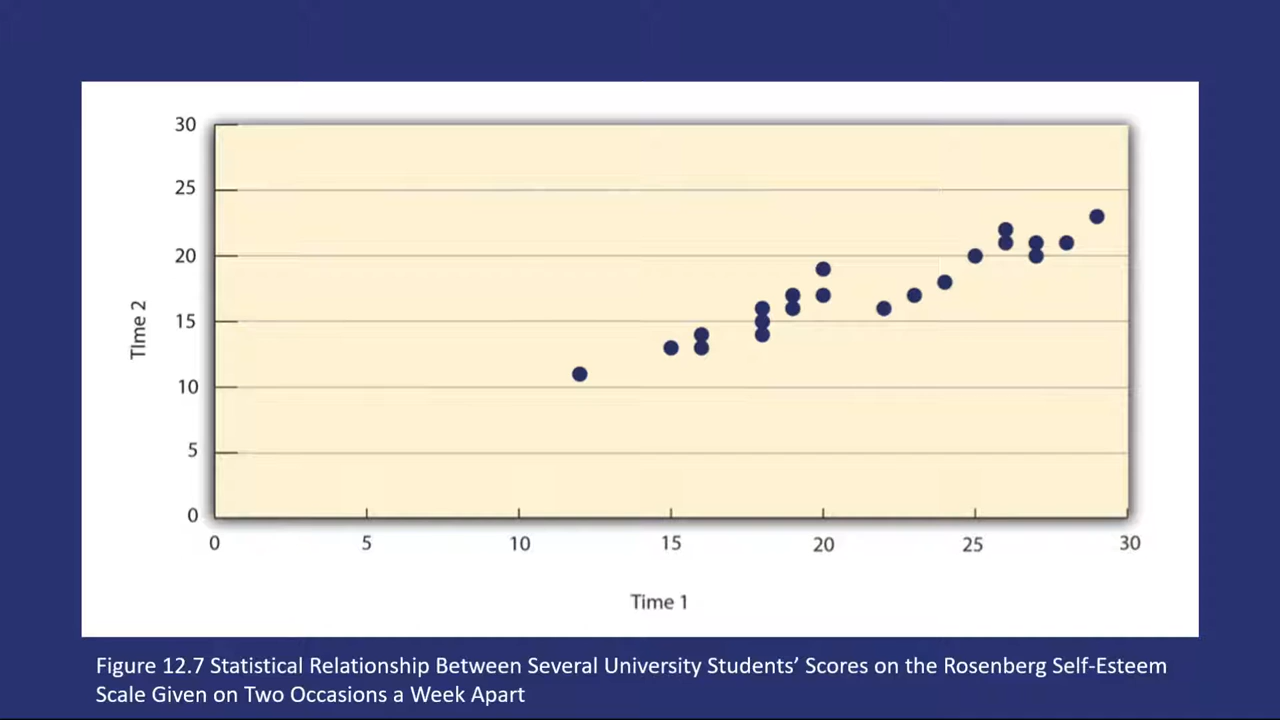 30
25
20
15
10
5
0
TIme 2
0 5 10 15 20 25 30
Time 1
Figure 12.7 Statistical Relationship Between Several University Students’ Scores on the Rosenberg Self-Esteem
Scale Given on Two Occasions a Week Apart